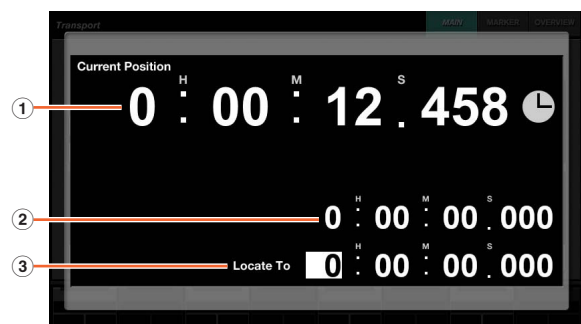 Transport
MAIN MARKER OVERVIEW
Current Position
H M S
1 0 : 00 : 12 . 458
H M S
2 0 : 00 : 00 . 000
H M S
3 Locate To 0 : 00 : 00 . 000